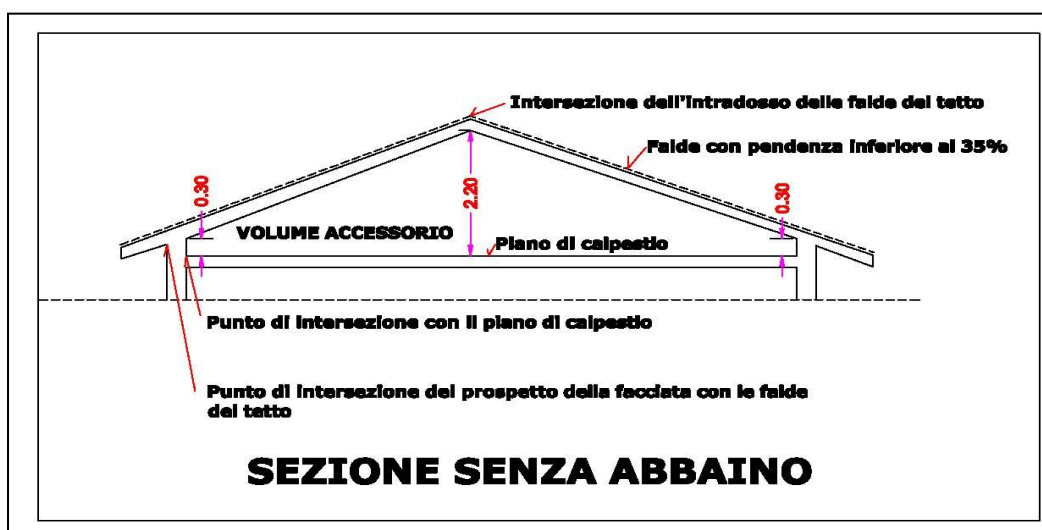 Intersezione dell'intradosso delle falde del tetto
Falde con pendenza inferiore al 35%
0.30
2.20
0.30
VOLUME ACCESSORIO
Piano di calpestio
Punto di intersezione con il piano di calpestio
Punto di intersezione del prospetto della facciata con le falde
del tetto
SEZIONE SENZA ABBAINO